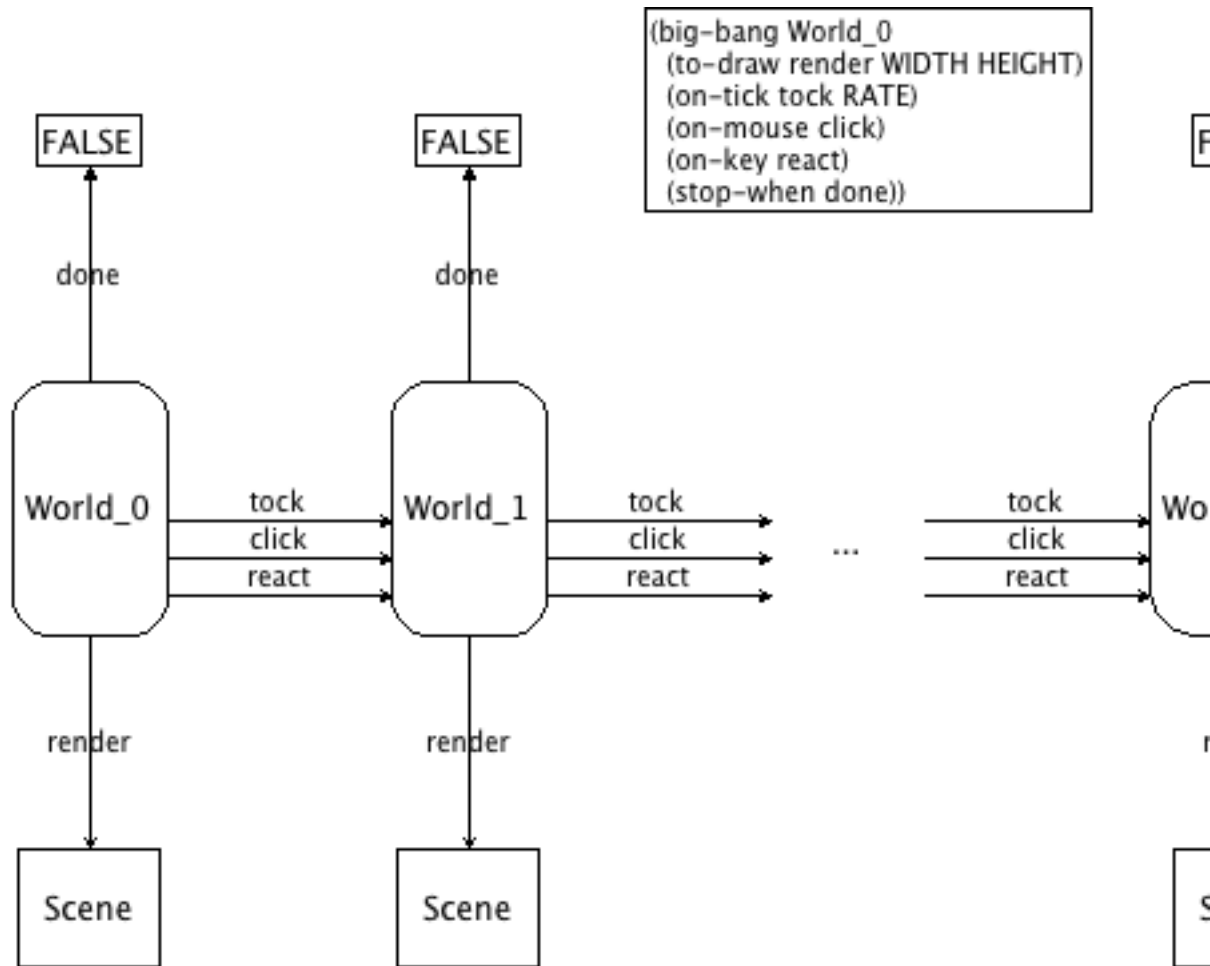 (big-bang World_0
(to-draw render WIDTH HEIGHT)
(on-tick tock RATE)
(on-mouse click)
(on-key react)
(stop-when done))
FALSE
FALSE
done
done
World_0
tock
click
react
World_1
tock
click
react
...
tock
click
react
render
render
Scene
Scene